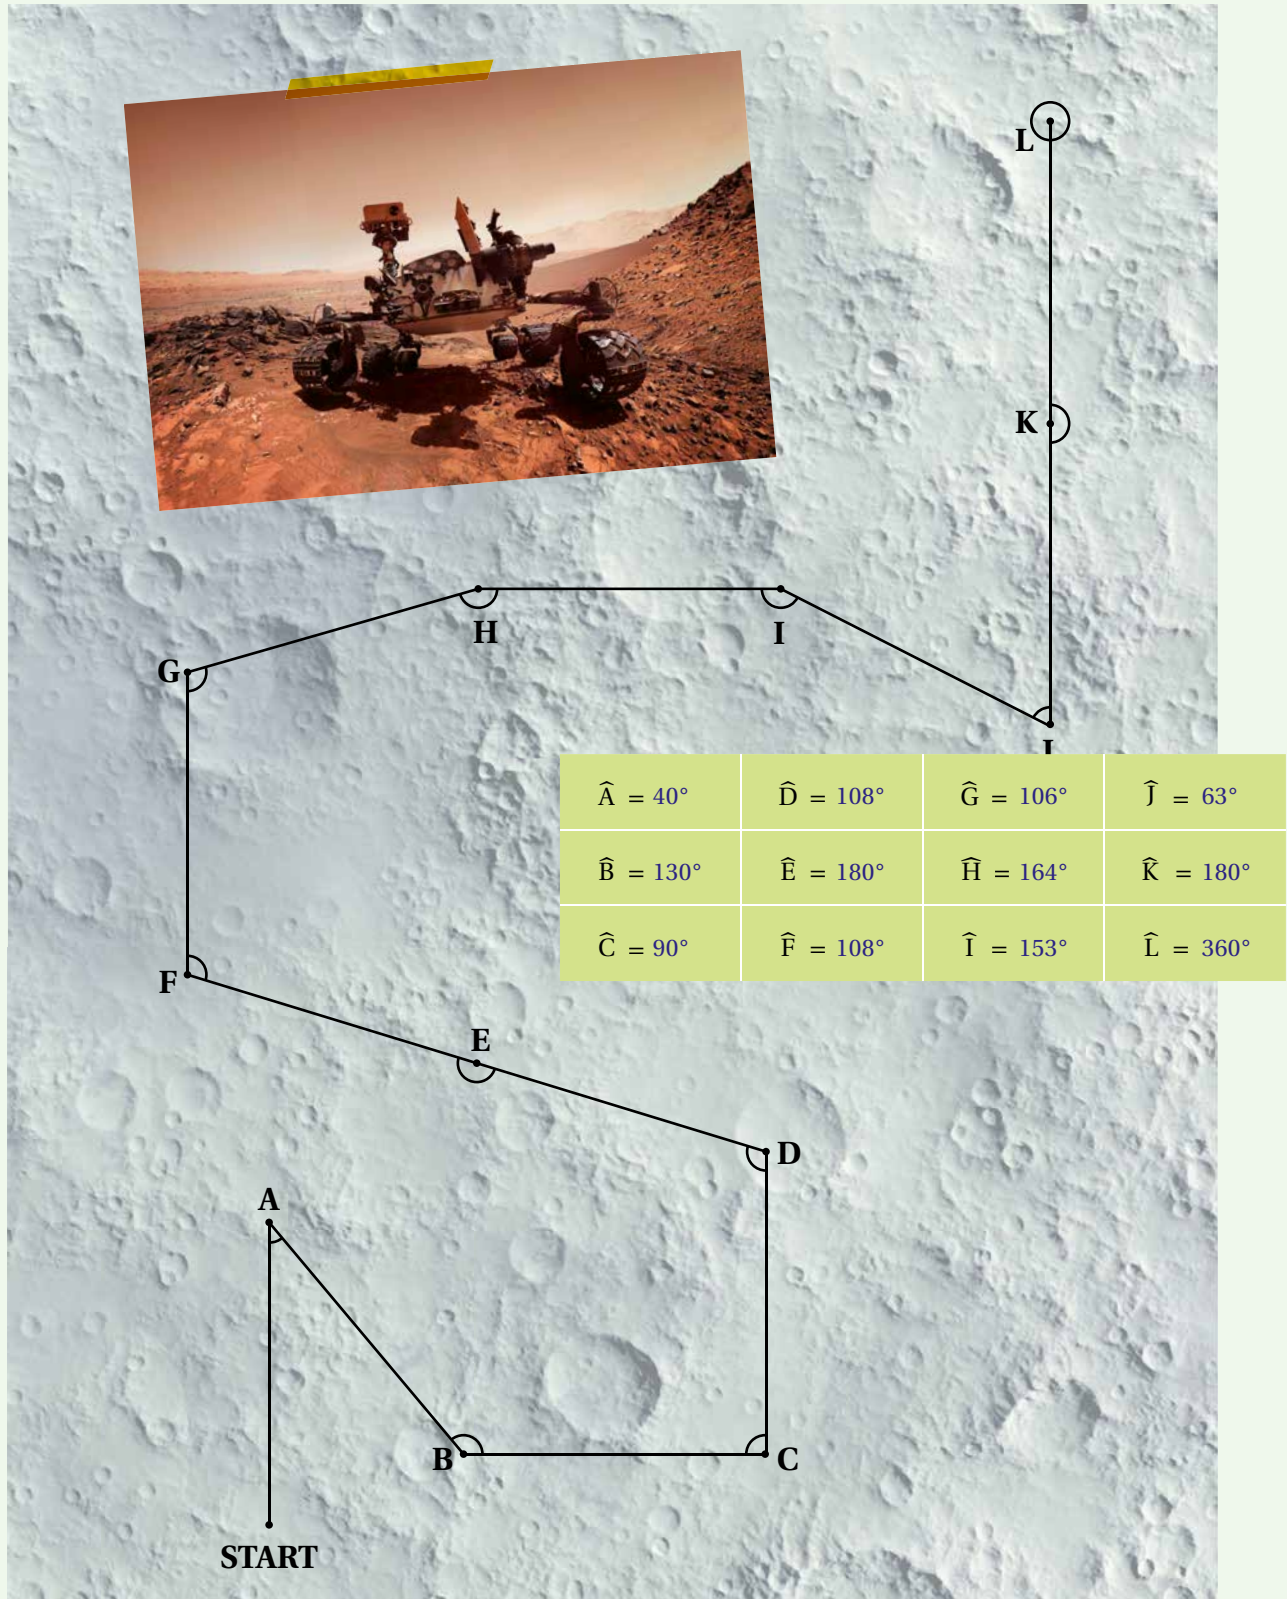 L
K
H
I
G
J
Â = 40°
D̂ = 108°
Ĝ = 106°
Ĵ = 63°
B̂ = 130°
Ê = 180°
Ĥ = 164°
K̂ = 180°
Ĉ = 90°
F̂ = 108°
Î = 153°
L̂ = 360°
F
E
D
A
B
C
START